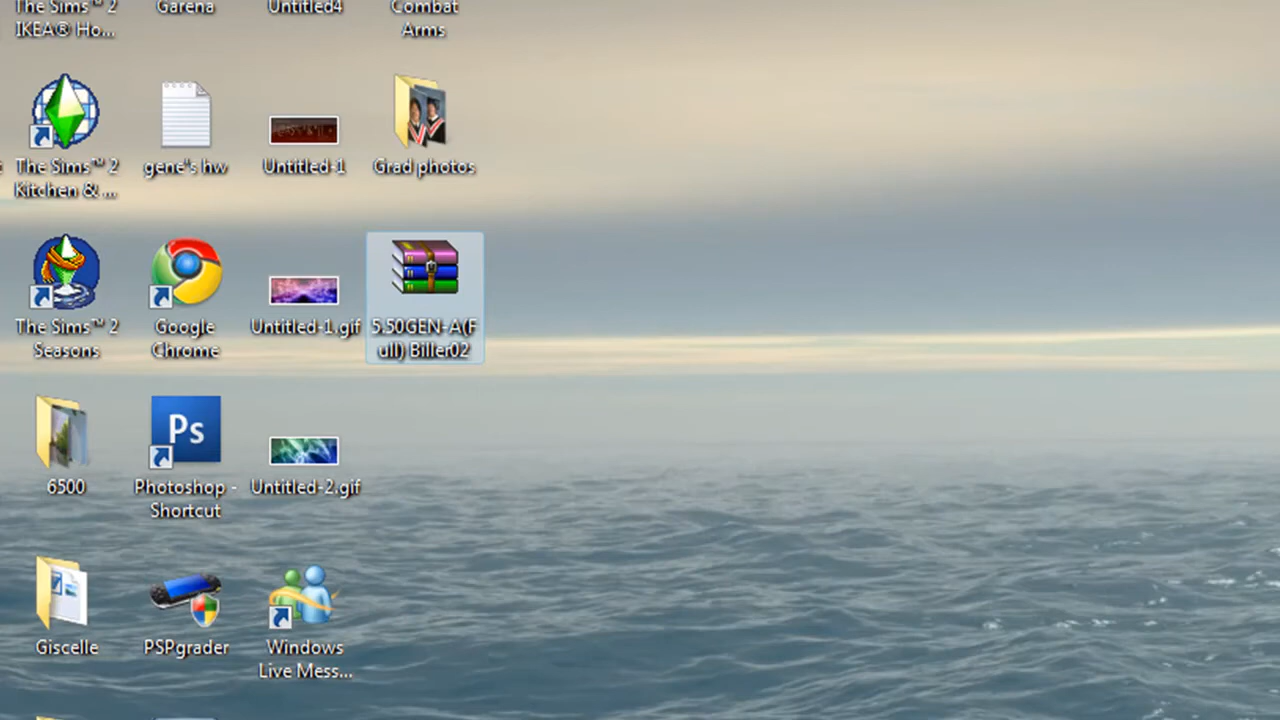 The Sims™ 2
IKEA® Ho...
Garena
Untitled4
Combat
Arms
The Sims™ 2
Kitchen & ...
gene"s hw
Untitled-1
Grad photos
The Sims™ 2
Seasons
Google
Chrome
Untitled-1.gif
5.50GEN-A(F
ull) Biller02
6500
Ps
Photoshop -
Shortcut
Untitled-2.gif
Giscelle
PSPgrader
Windows
Live Mess...